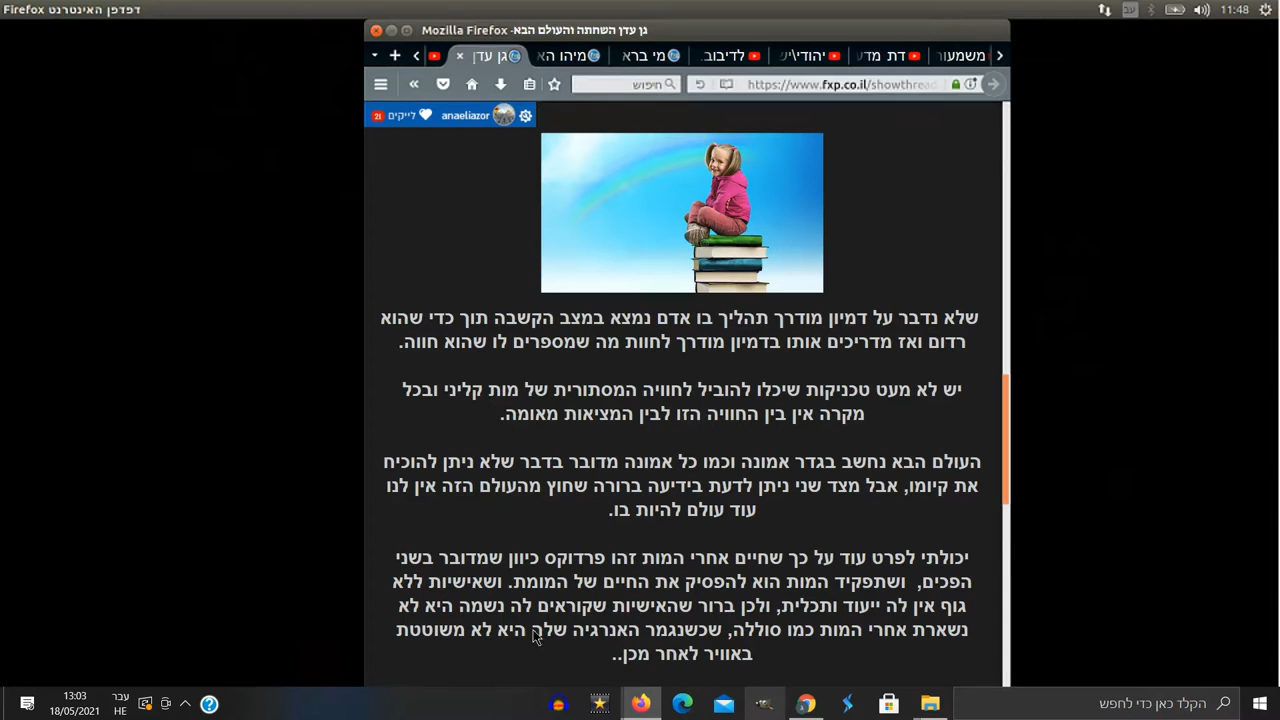 דפדפן האינטרנט Firefox
11:48
גן עדן השחתה והעולם הבא- Mozilla Firefox
משמעור
דת מדע
יהודי\יש
לדיבוב..
מי ברא
מיהו הא
גן עדן
https://www.fxp.co.il/showthread
חיפוש
anaeliazor
לייקים
21
שלא נדבר על דמיון מודרך תהליך בו אדם נמצא במצב הקשבה תוך כדי שהוא
רדום ואז מדריכים אותו בדמיון מודרך לחוות מה שמספרים לו שהוא חווה.
יש לא מעט טכניקות שיכלו להוביל לחוויה המסתורית של מות קליני ובכל
מקרה אין בין החוויה הזו לבין המציאות מאומה.
העולם הבא נחשב בגדר אמונה וכמו כל אמונה מדובר בדבר שלא ניתן להוכיח
את קיומו, אבל מצד שני ניתן לדעת בידיעה ברורה שחוץ מהעולם הזה אין לנו
עוד עולם להיות בו.
יכולתי לפרט עוד על כך שחיים אחרי המות זהו פרדוקס כיוון שמדובר בשני
הפכים, ושתפקיד המות הוא להפסיק את החיים של המומת. ושאישיות ללא
גוף אין לה ייעוד ותכלית, ולכן ברור שהאישיות שקוראים לה נשמה היא לא
נשארת אחרי המות כמו סוללה, שכשנגמר האנרגיה שלה היא לא משוטטת
באוויר לאחר מכן..
הקלד כאן כדי לחפש
עבר
HE
13:03
18/05/2021